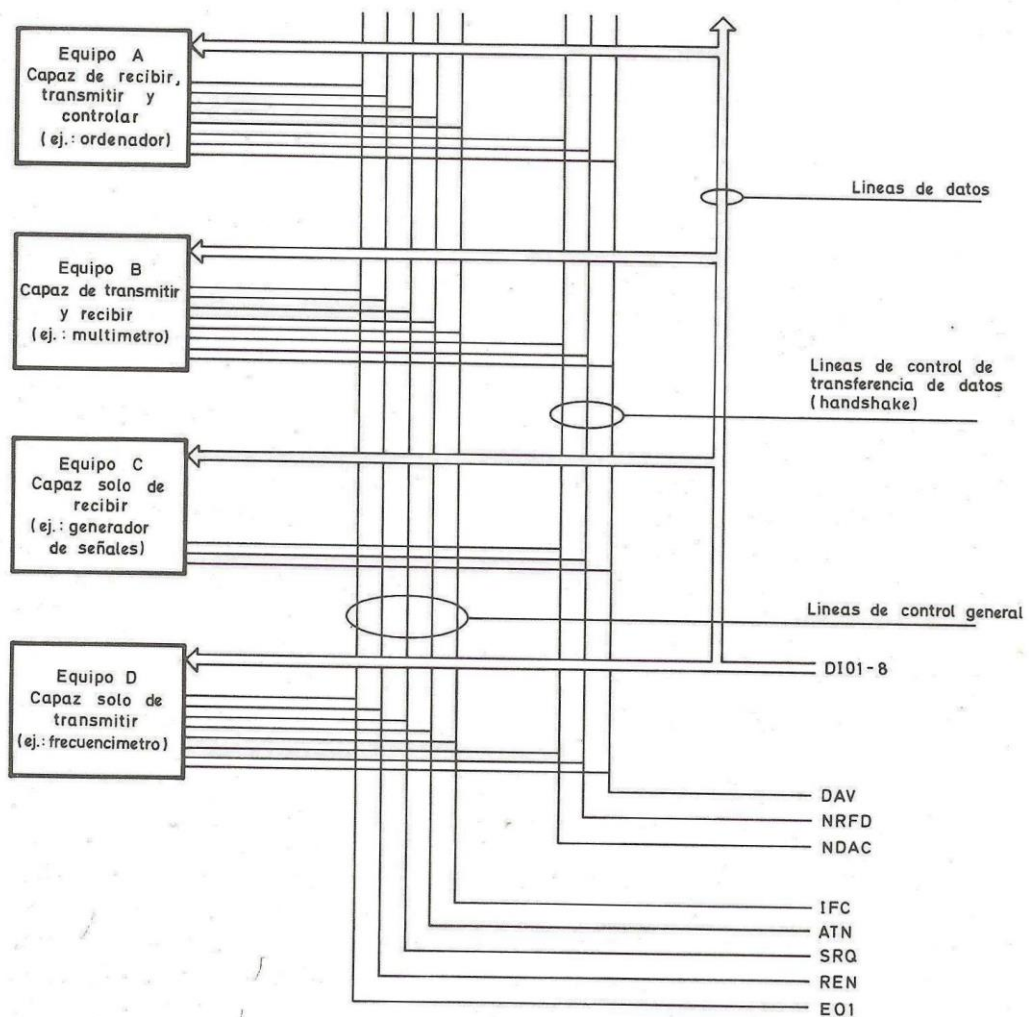 Equipo A
Capaz de recibir,
transmitir y
controlar
(ej.: ordenador)
Lineas de datos
Equipo B
Capaz de transmitir
y recibir
(ej.: multimetro)
Lineas de control de
transferencia de datos
(handshake)
Equipo C
Capaz solo de
recibir
(ej.: generador
de señales)
Lineas de control general
Equipo D
Capaz solo de
transmitir
(ej.: frecuencimetro)
DI01-8
DAV
NRFD
NDAC
IFC
ATN
SRQ
REN
E01